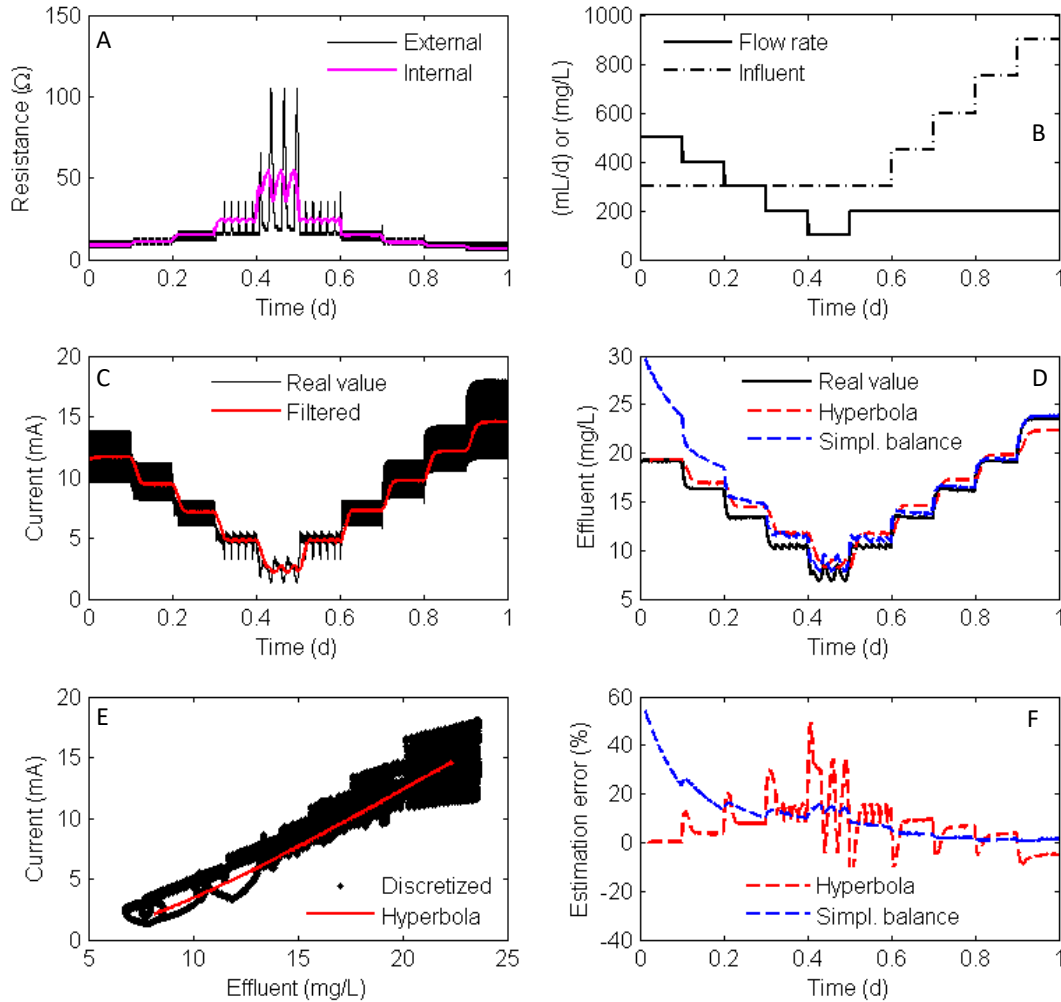 A
External
Internal
150
100
50
0
Resistance (Ω)
0 0.2 0.4 0.6 0.8 1
Time (d)
B
Flow rate
Influent
1000
800
600
400
200
0
(mL/d) or (mg/L)
0 0.2 0.4 0.6 0.8 1
Time (d)
C
Real value
Filtered
20
15
10
5
0
Current (mA)
0 0.2 0.4 0.6 0.8 1
Time (d)
D
Real value
Hyperbola
Simpl. balance
30
25
20
15
10
5
Effluent (mg/L)
0 0.2 0.4 0.6 0.8 1
Time (d)
E
Discretized
Hyperbola
20
15
10
5
0
Current (mA)
5 10 15 20 25
Effluent (mg/L)
F
Hyperbola
Simpl. balance
60
40
20
0
-20
-40
Estimation error (%)
0 0.2 0.4 0.6 0.8 1
Time (d)